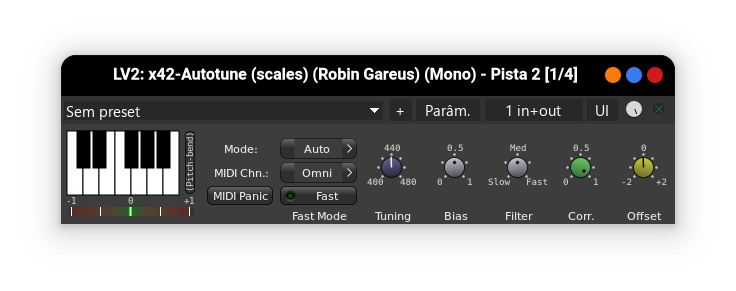 LV2: x42-Autotune (scales) (Robin Gareus) (Mono) - Pista 2 [1/4]
Sem preset + Parâm. 1 in+out UI
(Pitch-bend)
-1 0 +1
Mode: Auto
MIDI Chn.: Omni
MIDI Panic Fast
Fast Mode
440
400 480
Tuning
0.5
0 1
Bias
Med
Slow Fast
Filter
0.5
0 1
Corr.
0
-2 +2
Offset